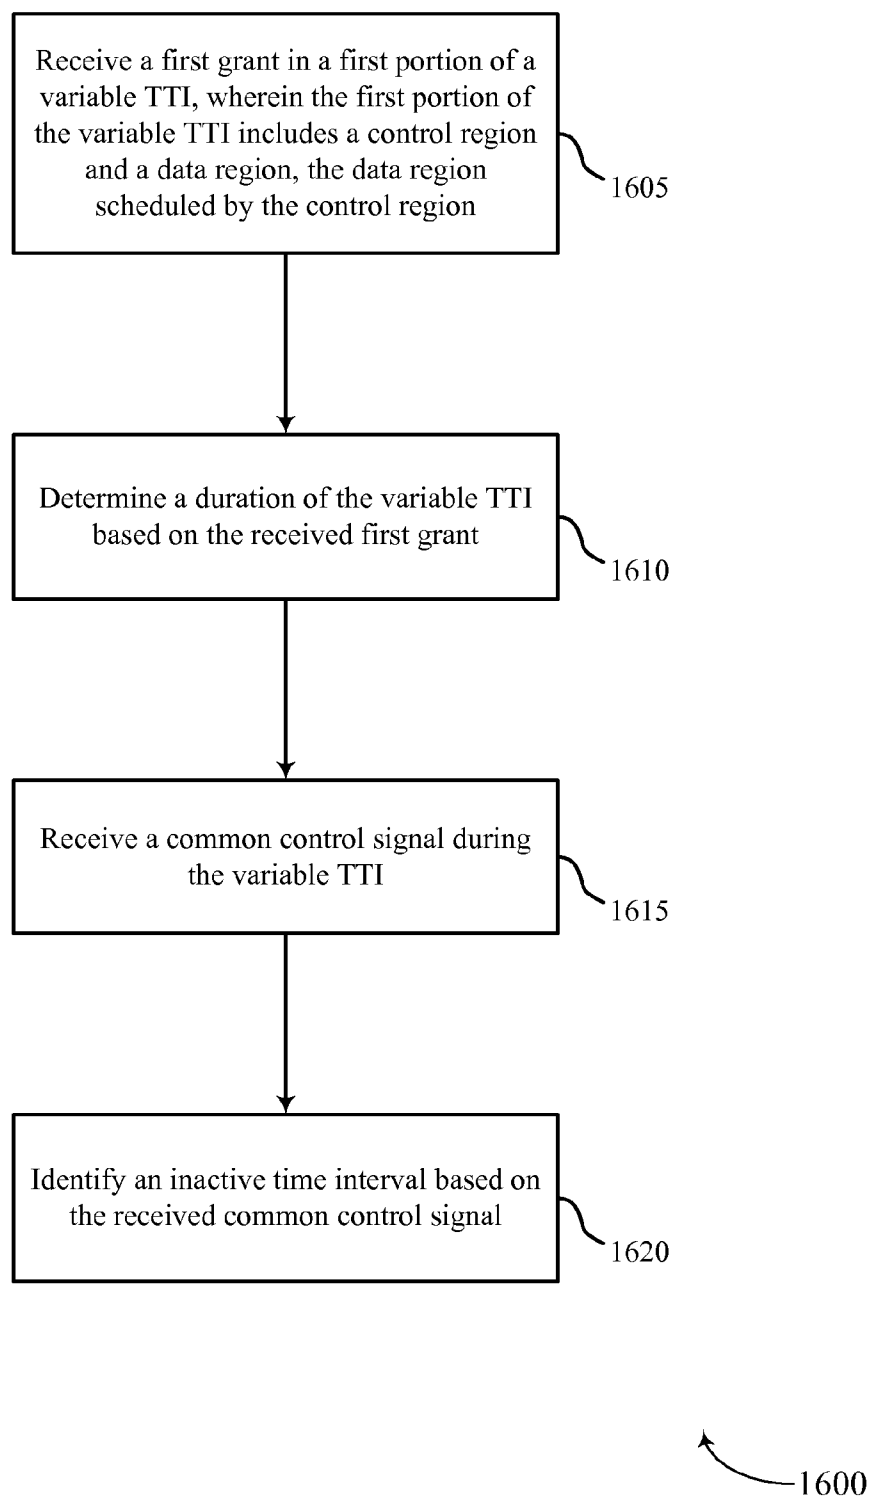 Receive a first grant in a first portion of a
variable TTI, wherein the first portion of
the variable TTI includes a control region
and a data region, the data region
scheduled by the control region
1605
Determine a duration of the variable TTI
based on the received first grant
1610
Receive a common control signal during
the variable TTI
1615
Identify an inactive time interval based on
the received common control signal
1620
1600